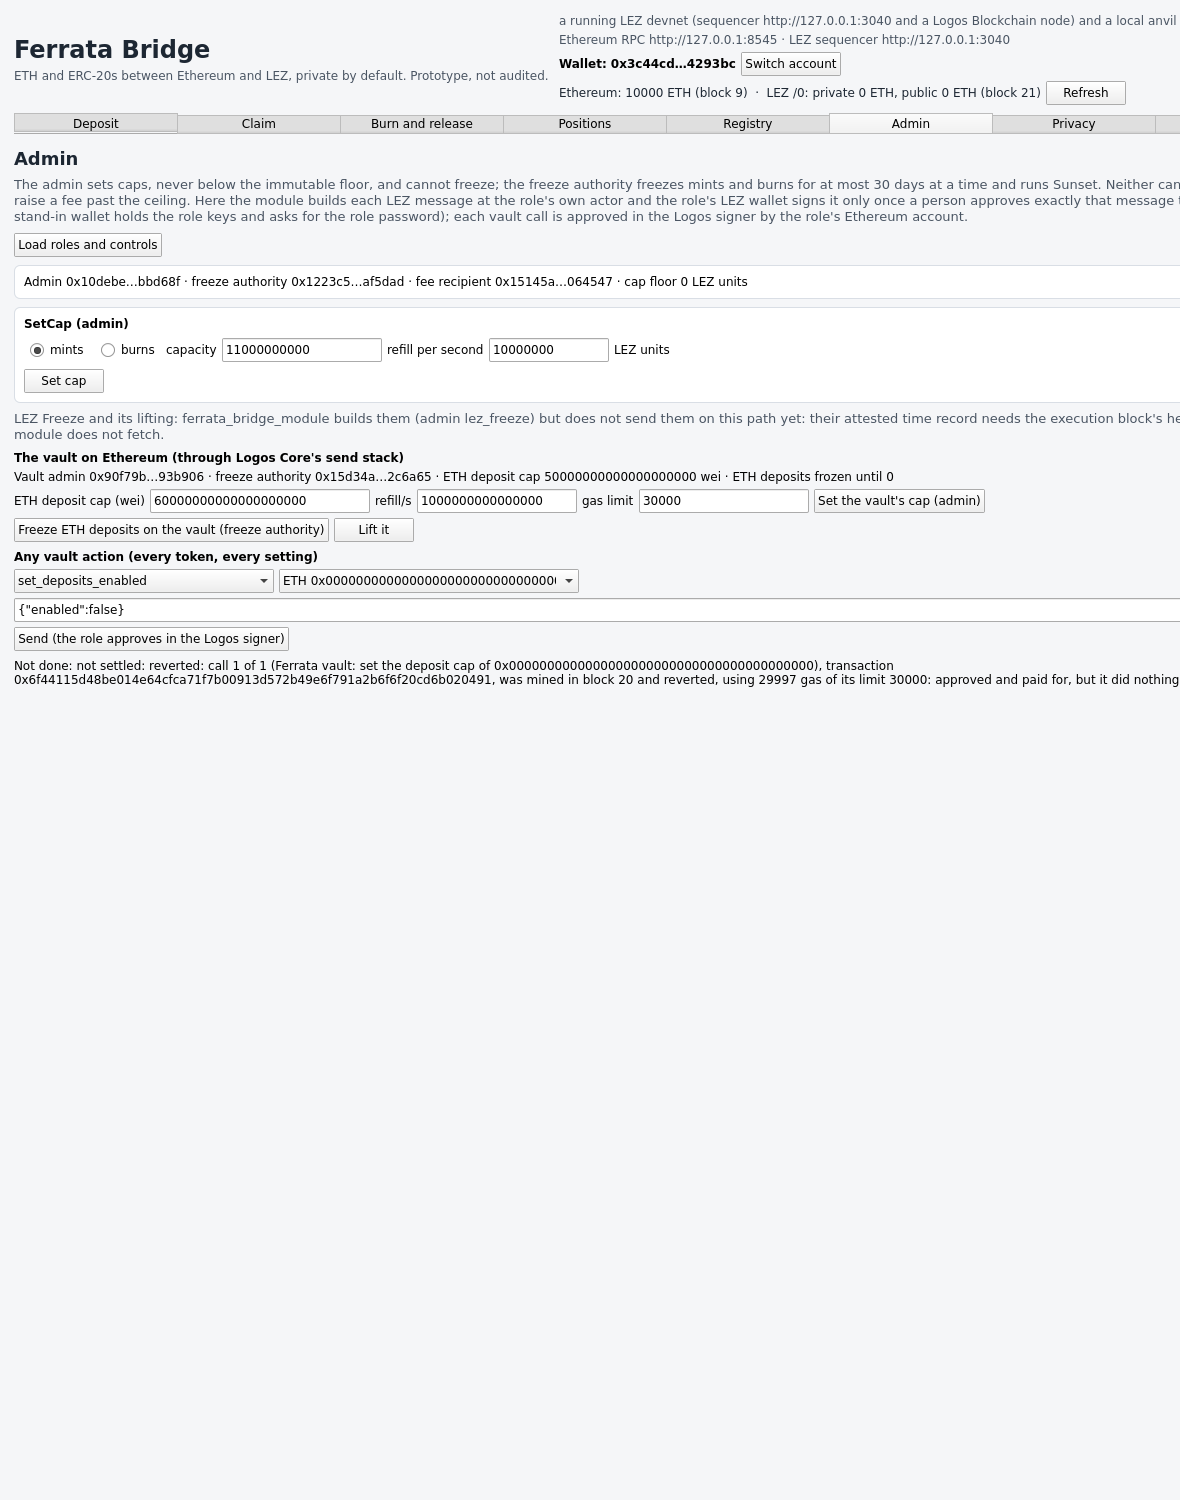 a running LEZ devnet (sequencer http://127.0.0.1:3040 and a Logos Blockchain node) and a local anvil
Ferrata Bridge
Ethereum RPC http://127.0.0.1:8545 · LEZ sequencer http://127.0.0.1:3040
Wallet: 0x3c44cd…4293bc Switch account
ETH and ERC-20s between Ethereum and LEZ, private by default. Prototype, not audited.
Ethereum: 10000 ETH (block 9) · LEZ /0: private 0 ETH, public 0 ETH (block 21) Refresh
Deposit Claim Burn and release Positions Registry Admin Privacy
Admin
The admin sets caps, never below the immutable floor, and cannot freeze; the freeze authority freezes mints and burns for at most 30 days at a time and runs Sunset. Neither can
raise a fee past the ceiling. Here the module builds each LEZ message at the role's own actor and the role's LEZ wallet signs it only once a person approves exactly that message
stand-in wallet holds the role keys and asks for the role password); each vault call is approved in the Logos signer by the role's Ethereum account.
Load roles and controls
Admin 0x10debe…bbd68f · freeze authority 0x1223c5…af5dad · fee recipient 0x15145a…064547 · cap floor 0 LEZ units
SetCap (admin)
mints burns capacity 11000000000 refill per second 10000000 LEZ units
Set cap
LEZ Freeze and its lifting: ferrata_bridge_module builds them (admin lez_freeze) but does not send them on this path yet: their attested time record needs the execution block's he
module does not fetch.
The vault on Ethereum (through Logos Core's send stack)
Vault admin 0x90f79b…93b906 · freeze authority 0x15d34a…2c6a65 · ETH deposit cap 50000000000000000000 wei · ETH deposits frozen until 0
ETH deposit cap (wei) 60000000000000000000 refill/s 1000000000000000 gas limit 30000 Set the vault's cap (admin)
Freeze ETH deposits on the vault (freeze authority) Lift it
Any vault action (every token, every setting)
set_deposits_enabled ETH 0x00000000000000000000000000000000
{"enabled":false}
Send (the role approves in the Logos signer)
Not done: not settled: reverted: call 1 of 1 (Ferrata vault: set the deposit cap of 0x0000000000000000000000000000000000000000), transaction
0x6f44115d48be014e64cfca71f7b00913d572b49e6f791a2b6f6f20cd6b020491, was mined in block 20 and reverted, using 29997 gas of its limit 30000: approved and paid for, but it did nothing